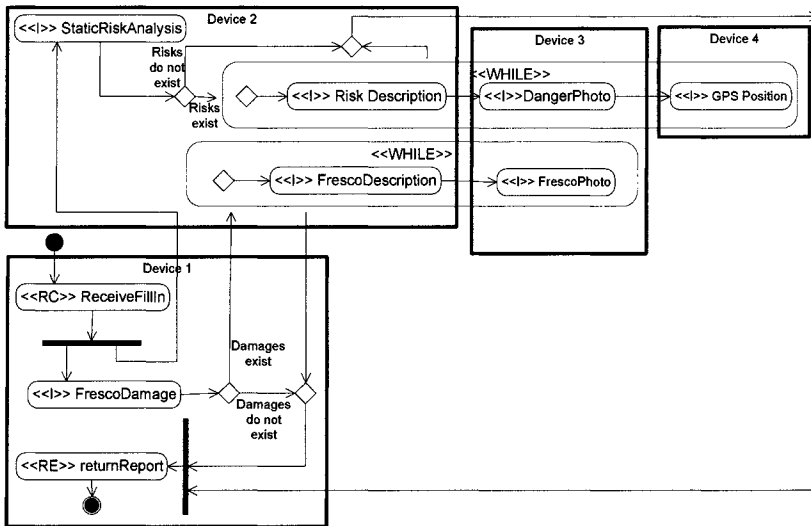 Device 2
<<I>> StaticRiskAnalysis
Risks
do not
exist
Risks
exist
Device 3
Device 4
<<WHILE>>
<<I>> Risk Description
<<I>>DangerPhoto
<<I>> GPS Position
<<WHILE>>
<<I>> FrescoDescription
<<I>> FrescoPhoto
Device 1
<<RC>> ReceiveFillIn
Damages
exist
<<I>> FrescoDamage
Damages
do not
exist
<<RE>> returnReport